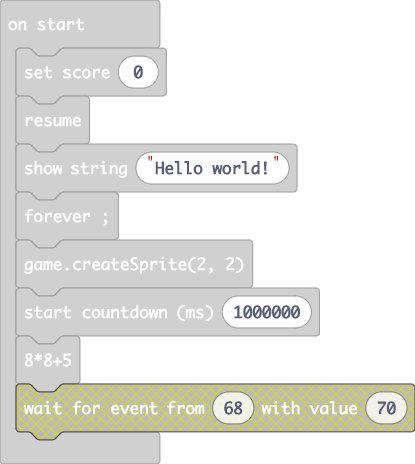 on start
set score 0
resume
show string "Hello world!"
forever ;
game.createSprite(2, 2)
start countdown (ms) 1000000
8*8+5
wait for event from 68 with value 70